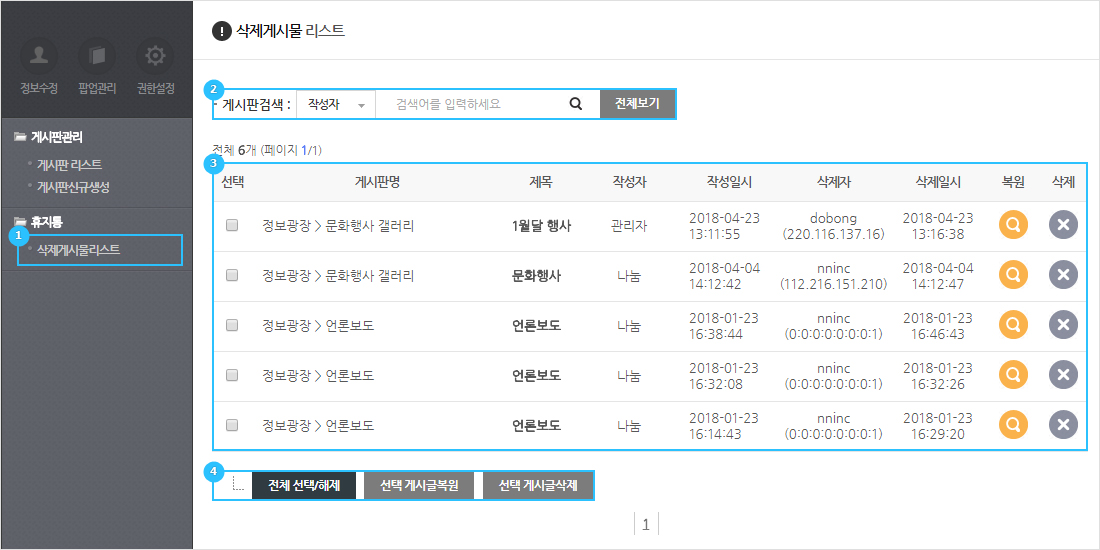 정보수정 팝업관리 권한설정
게시판관리
게시판 리스트
게시판신규생성
휴지통
1
삭제게시물리스트
! 삭제게시물 리스트
2
게시판검색 : 작성자 검색어를 입력하세요 전체보기
전체 6개 (페이지 1/1)
3
선택 게시판명 제목 작성자 작성일시 삭제자 삭제일시 복원 삭제
정보광장 > 문화행사 갤러리 1월달 행사 관리자 2018-04-23 13:11:55 dobong (220.116.137.16) 2018-04-23 13:16:38
정보광장 > 문화행사 갤러리 문화행사 나눔 2018-04-04 14:12:42 nninc (112.216.151.210) 2018-04-04 14:12:47
정보광장 > 언론보도 언론보도 나눔 2018-01-23 16:38:44 nninc (0:0:0:0:0:0:0:1) 2018-01-23 16:46:43
정보광장 > 언론보도 언론보도 나눔 2018-01-23 16:32:08 nninc (0:0:0:0:0:0:0:1) 2018-01-23 16:32:26
정보광장 > 언론보도 언론보도 나눔 2018-01-23 16:14:43 nninc (0:0:0:0:0:0:0:1) 2018-01-23 16:29:20
4
전체 선택/해제 선택 게시글복원 선택 게시글삭제
1